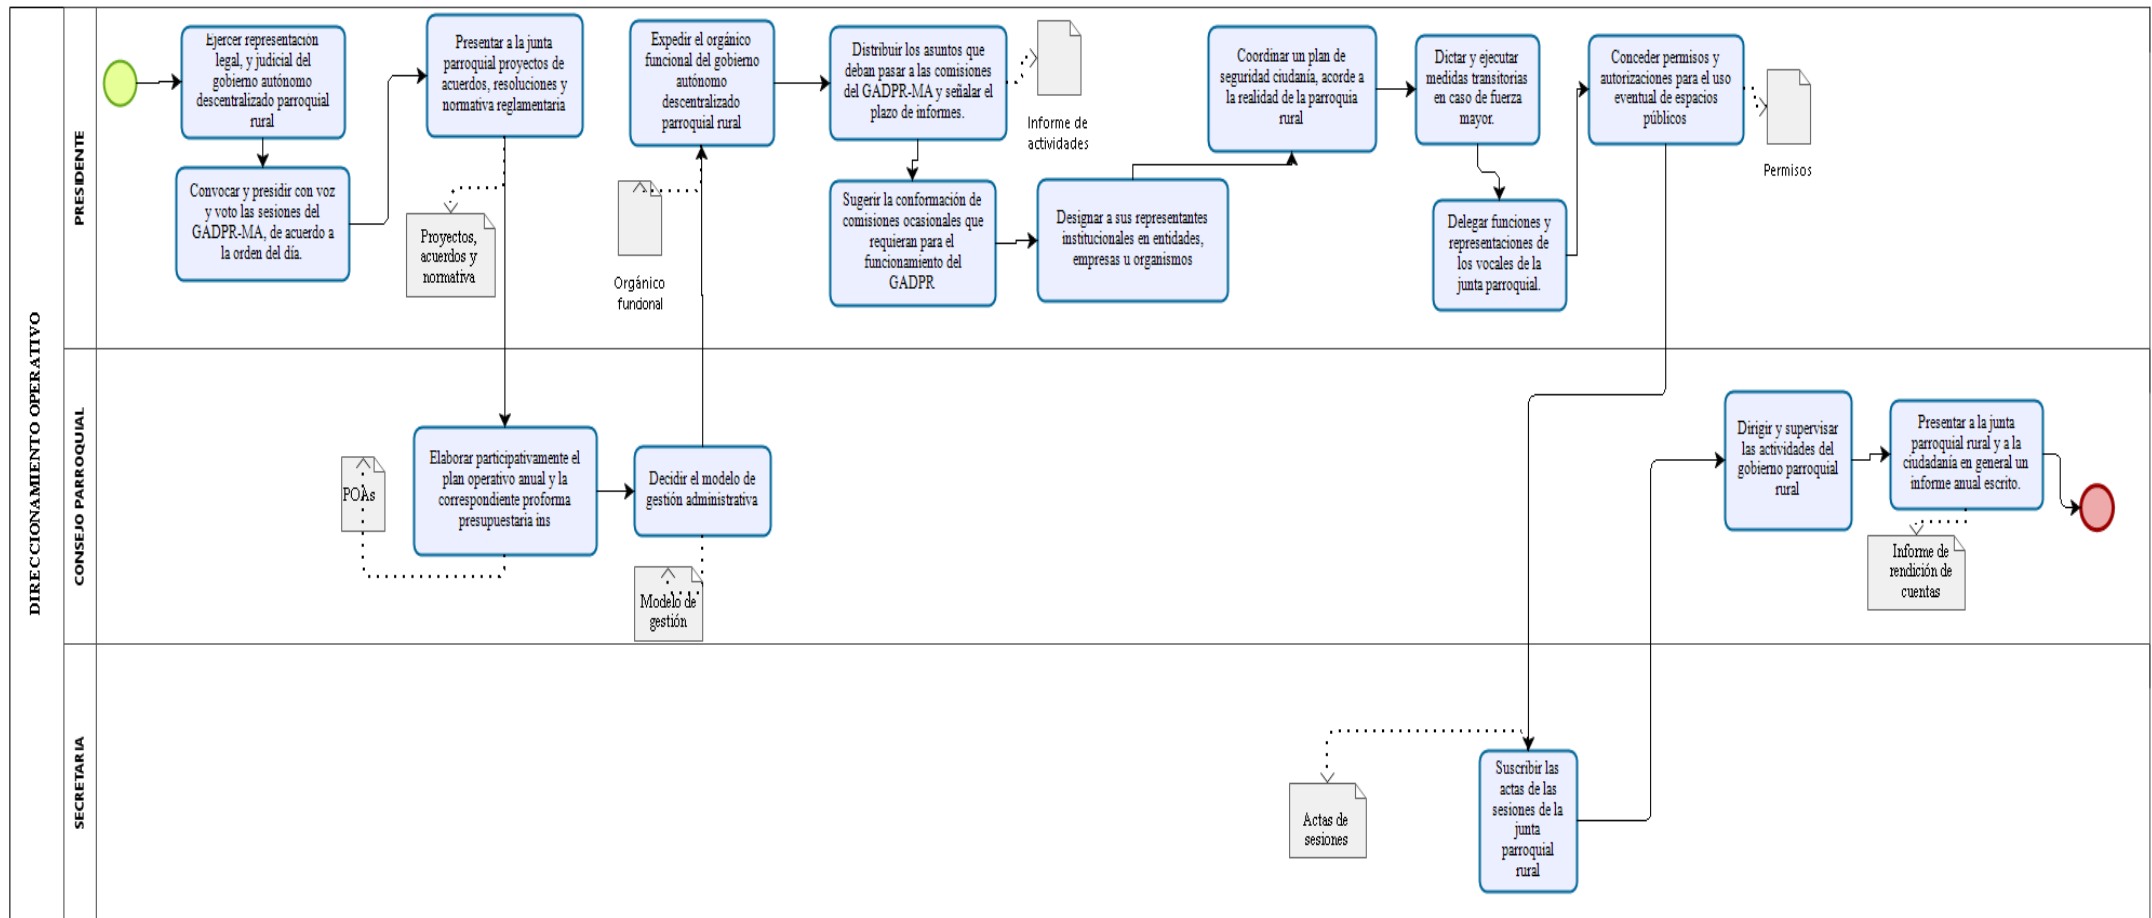 DIRECCIONAMIENTO OPERATIVO
PRESIDENTE
Ejercer representación
legal, y judicial del
gobierno autónomo
descentralizado parroquial
rural
Convocar y presidir con voz
y voto las sesiones del
GADPR-MA, de acuerdo a
la orden del día.
Presentar a la junta
parroquial proyectos de
acuerdos, resoluciones y
normativa reglamentaria
Proyectos,
acuerdos y
normativa
Expedir el orgánico
funcional del gobierno
autónomo
descentralizado
parroquial rural
Orgánico
funcional
Distribuir los asuntos que
deban pasar a las comisiones
del GADPR-MA y señalar el
plazo de informes.
Informe de
actividades
Sugerir la conformación de
comisiones ocasionales que
requieran para el
funcionamiento del
GADPR
Designar a sus representantes
institucionales en entidades,
empresas u organismos
Coordinar un plan de
seguridad ciudanía, acorde a
la realidad de la parroquia
rural
Dictar y ejecutar
medidas transitorias
en caso de fuerza
mayor.
Delegar funciones y
representaciones de
los vocales de la
junta parroquial.
Conceder permisos y
autorizaciones para el uso
eventual de espacios
públicos
Permisos
CONSEJO PARROQUIAL
POAs
Elaborar participativamente el
plan operativo anual y la
correspondiente proforma
presupuestaria ins
Decidir el modelo de
gestión administrativa
Modelo de
gestión
Dirigir y supervisar
las actividades del
gobierno parroquial
rural
Presentar a la junta
parroquial rural y a la
ciudadanía en general un
informe anual escrito.
Informe de
rendición de
cuentas
SECRETARIA
Actas de
sesiones
Suscribir las
actas de las
sesiones de la
junta
parroquial
rural